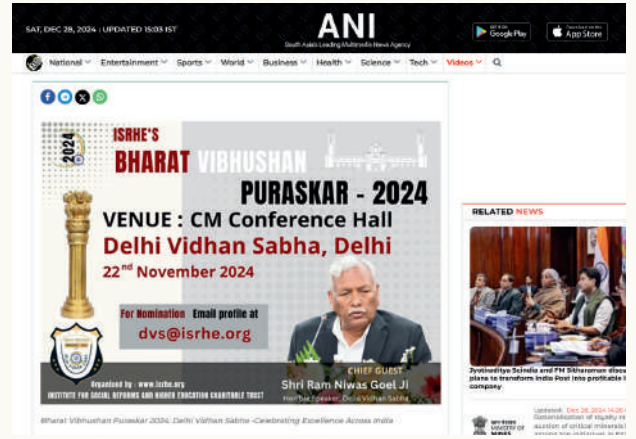 SAT, DEC 28, 2024 | UPDATED 15:03 IST
ANI
South Asia's Leading Multimedia News Agency
GET IT ON
Google Play
App Store
National
Entertainment
Sports
World
Business
Health
Science
Tech
Videos
2024
ISRHE'S
BHARAT VIBHUSHAN
PURASKAR - 2024
VENUE : CM Conference Hall
Delhi Vidhan Sabha, Delhi
22nd November 2024
For Nomination Email profile at
dvs@isrhe.org
CHIEF GUEST
Shri Ram Niwas Goel Ji
Hon'ble Speaker, Delhi Vidhan Sabha
Organised by : www.isrhe.org
INSTITUTE FOR SOCIAL REFORMS AND HIGHER EDUCATION CHARITABLE TRUST
Bharat Vibhushan Puraskar 2024: Delhi Vidhan Sabha -Celebrating Excellence Across India
RELATED NEWS
Jyotiraditya Scindia and FM Sitharaman discus
plans to transform India Post into profitable l
company
Updated: Dec 28, 2024 14:26
MINISTRY OF
MINES